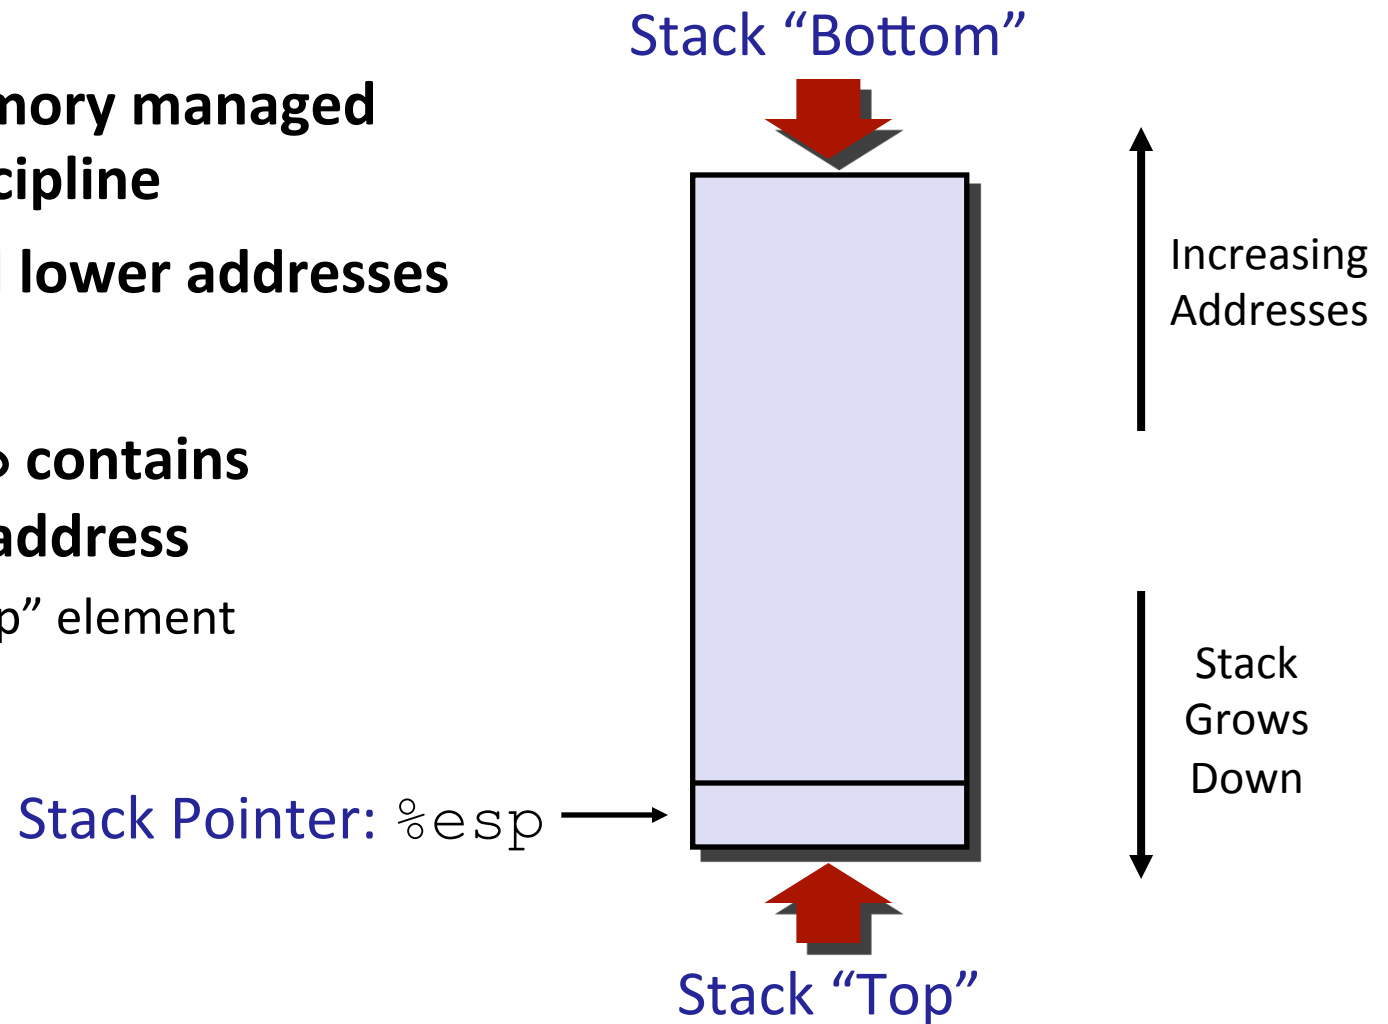 Stack “Bottom”
mory managed
cipline
lower addresses
contains
address
p” element
Stack Pointer: %esp
Stack “Top”
Increasing
Addresses
Stack
Grows
Down